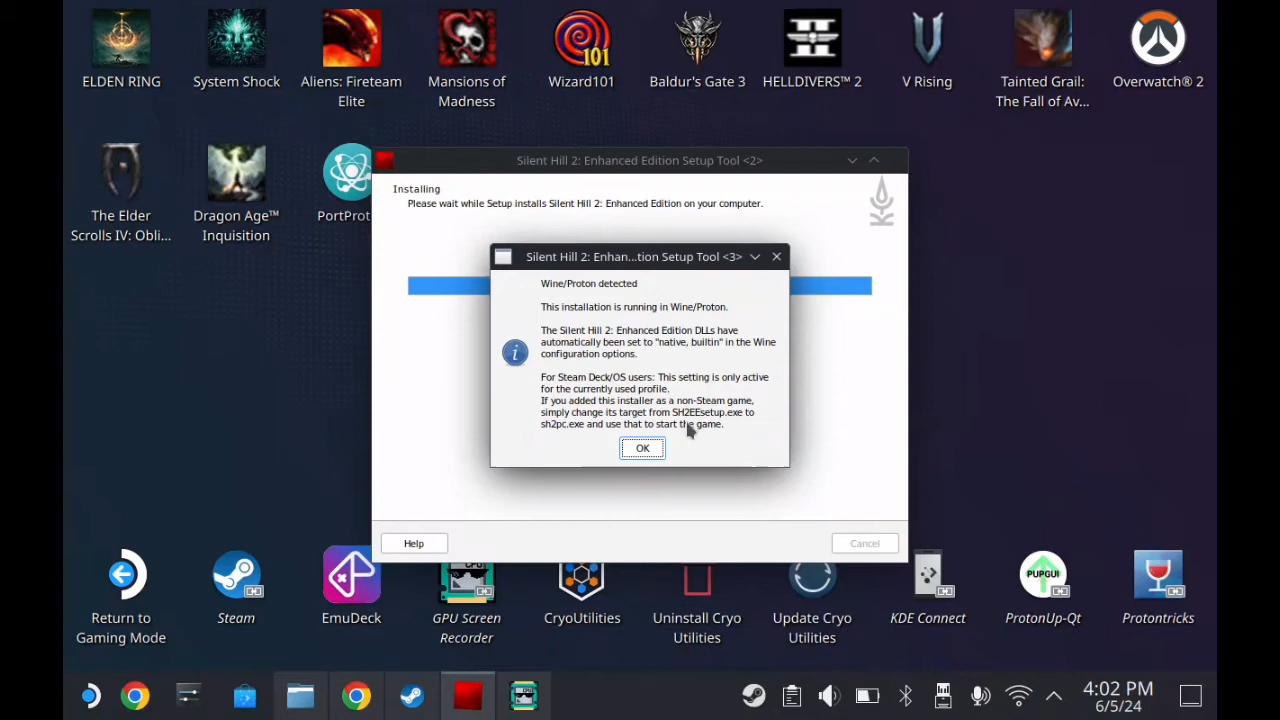 ELDEN RING
System Shock
Aliens: Fireteam
Elite
Mansions of
Madness
101
Wizard101
Baldur's Gate 3
HELLDIVERS™ 2
V Rising
Tainted Grail:
The Fall of Av...
Overwatch® 2
The Elder
Scrolls IV: Obli...
Dragon Age™
Inquisition
PortProt
Silent Hill 2: Enhanced Edition Setup Tool <2>
Installing
Please wait while Setup installs Silent Hill 2: Enhanced Edition on your computer.
Silent Hill 2: Enhan...tion Setup Tool <3>
Wine/Proton detected
This installation is running in Wine/Proton.
The Silent Hill 2: Enhanced Edition DLLs have
automatically been set to "native, builtin" in the Wine
configuration options.
For Steam Deck/OS users: This setting is only active
for the currently used profile.
If you added this installer as a non-Steam game,
simply change its target from SH2EEsetup.exe to
sh2pc.exe and use that to start the game.
OK
Help
Cancel
Return to
Gaming Mode
Steam
EmuDeck
GPU Screen
Recorder
CryoUtilities
Uninstall Cryo
Utilities
Update Cryo
Utilities
KDE Connect
PUPGUI
ProtonUp-Qt
Protontricks
4:02 PM
6/5/24